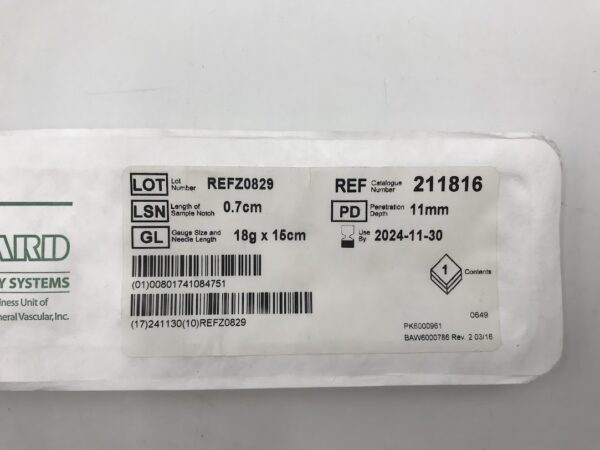 ARD
Y SYSTEMS
iness Unit of
neral Vascular, Inc.
LOT Lot Number REFZ0829
REF Catalogue Number 211816
LSN Length of Sample Notch 0.7cm
PD Penetration Depth 11mm
GL Gauge Size and Needle Length 18g x 15cm
Use By 2024-11-30
1 Contents
(01)00801741084751
(17)241130(10)REFZ0829
0649
PK6000961
BAW6000786 Rev. 2 03/16